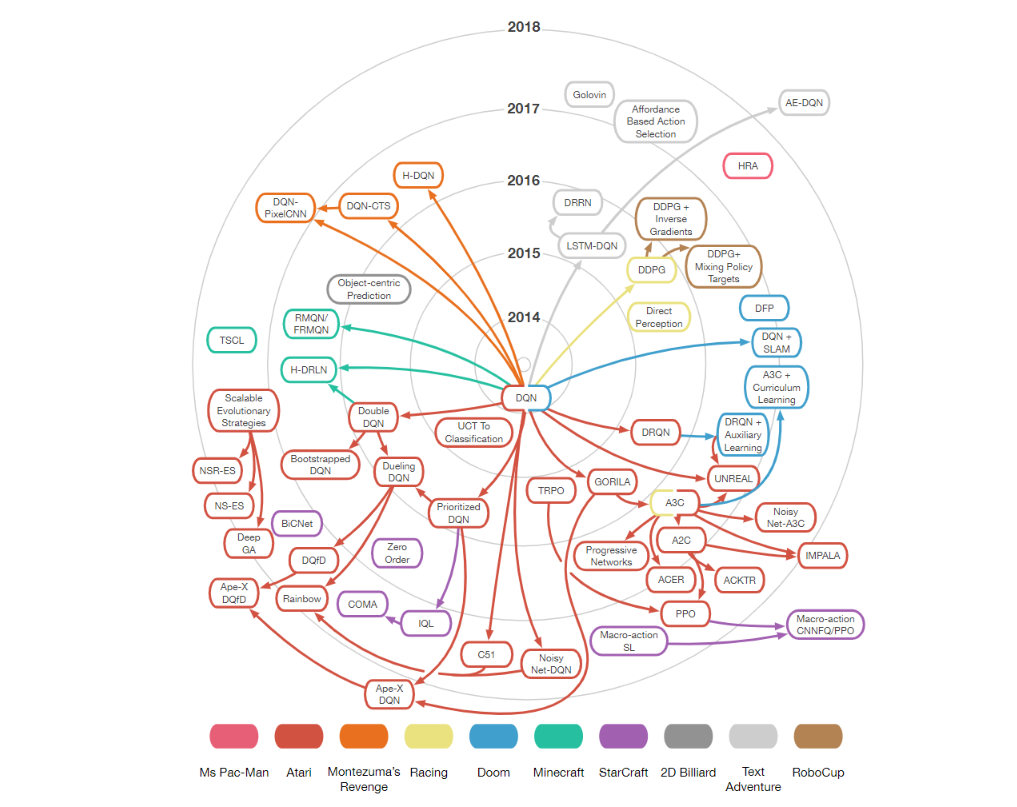 2018
Golovin
AE-DQN
2017
Affordance
Based Action
Selection
HRA
H-DQN
2016
DQN-
PixelCNN
DQN-CTS
DRRN
DDPG +
Inverse
Gradients
LSTM-DQN
2015
DDPG
DDPG+
Mixing Policy
Targets
Object-centric
Prediction
DFP
Direct
Perception
2014
RMQN/
FRMQN
TSCL
DQN +
SLAM
H-DRLN
A3C +
Curriculum
Learning
DQN
Scalable
Evolutionary
Strategies
Double
DQN
UCT To
Classification
DRQN
DRQN +
Auxiliary
Learning
Bootstrapped
DQN
NSR-ES
Dueling
DQN
UNREAL
GORILA
TRPO
A3C
NS-ES
Prioritized
DQN
Noisy
Net-A3C
BiCNet
Deep
GA
A2C
Zero
Order
Progressive
Networks
IMPALA
DQfD
ACER
ACKTR
Ape-X
DQfD
Rainbow
COMA
PPO
IQL
Macro-action
CNNFQ/PPO
Macro-action
SL
C51
Noisy
Net-DQN
Ape-X
DQN
Ms Pac-Man
Atari
Montezuma's
Revenge
Racing
Doom
Minecraft
StarCraft
2D Billiard
Text
Adventure
RoboCup